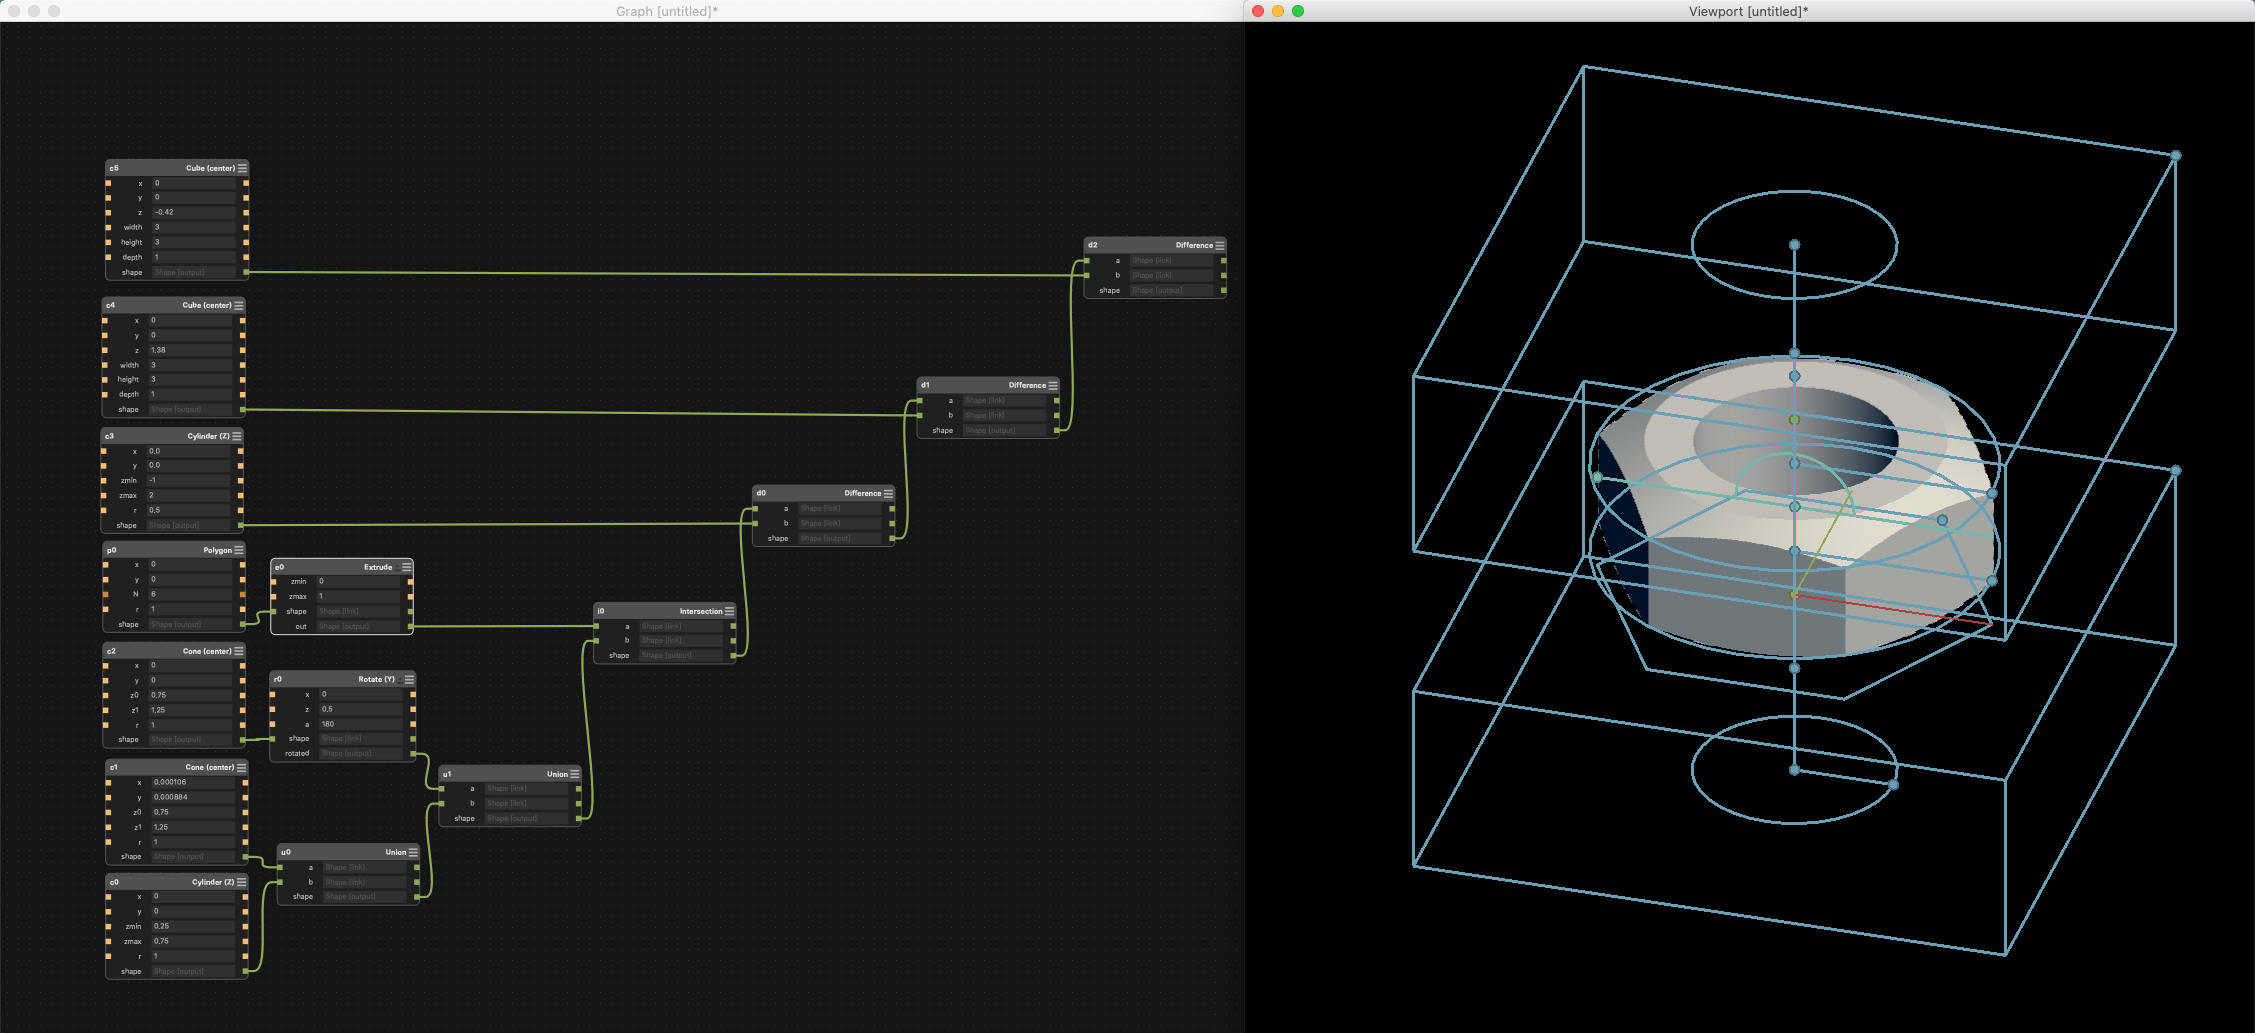 Graph [untitled]*
Viewport [untitled]*
c5 Cube (center)
x 0
y 0
z -0,42
width 3
height 3
depth 1
shape Shape [output]
c4 Cube (center)
x 0
y 0
z 1,38
width 3
height 3
depth 1
shape Shape [output]
c3 Cylinder (Z)
x 0,0
y 0,0
zmin -1
zmax 2
r 0,5
shape Shape [output]
p0 Polygon
x 0
y 0
N 6
r 1
shape Shape [output]
c2 Cone (center)
x 0
y 0
z0 0,75
z1 1,25
r 1
shape Shape [output]
c1 Cone (center)
x 0,000106
y 0,000884
z0 0,75
z1 1,25
r 1
shape Shape [output]
c0 Cylinder (Z)
x 0
y 0
zmin 0,25
zmax 0,75
r 1
shape Shape [output]
e0 Extrude
zmin 0
zmax 1
shape Shape [link]
out Shape [output]
r0 Rotate (Y)
x 0
z 0,5
a 180
shape Shape [link]
rotated Shape [output]
u0 Union
a Shape [link]
b Shape [link]
shape Shape [output]
u1 Union
a Shape [link]
b Shape [link]
shape Shape [output]
i0 Intersection
a Shape [link]
b Shape [link]
shape Shape [output]
d0 Difference
a Shape [link]
b Shape [link]
shape Shape [output]
d1 Difference
a Shape [link]
b Shape [link]
shape Shape [output]
d2 Difference
a Shape [link]
b Shape [link]
shape Shape [output]